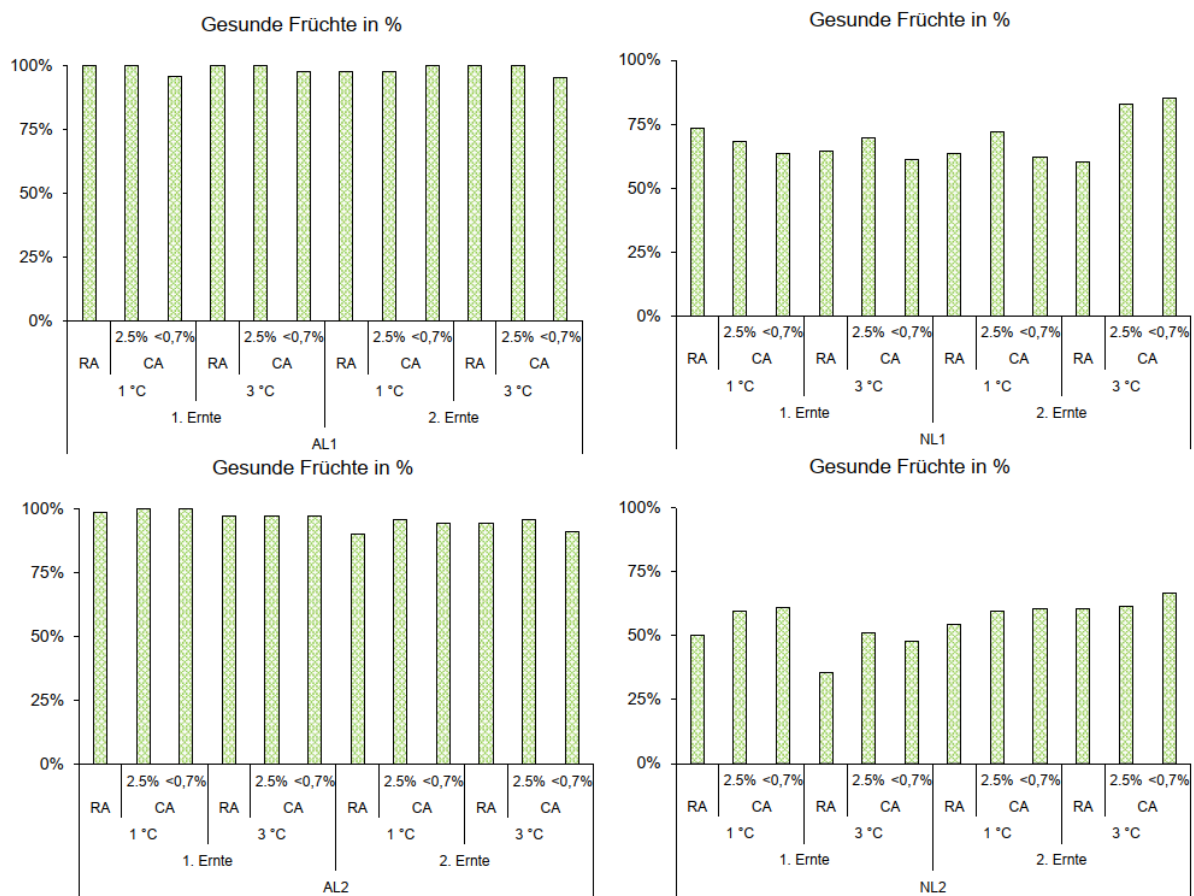 Gesunde Früchte in %
100%
75%
50%
25%
0%
2.5% <0,7% 2.5% <0,7% 2.5% <0,7% 2.5% <0,7%
RA CA RA CA RA CA RA CA
1 °C 3 °C 1 °C 3 °C
1. Ernte 2. Ernte
AL1
Gesunde Früchte in %
100%
75%
50%
25%
0%
2.5% <0,7% 2.5% <0,7% 2.5% <0,7% 2.5% <0,7%
RA CA RA CA RA CA RA CA
1 °C 3 °C 1 °C 3 °C
1. Ernte 2. Ernte
NL1
Gesunde Früchte in %
100%
75%
50%
25%
0%
2.5% <0,7% 2.5% <0,7% 2.5% <0,7% 2.5% <0,7%
RA CA RA CA RA CA RA CA
1 °C 3 °C 1 °C 3 °C
1. Ernte 2. Ernte
AL2
Gesunde Früchte in %
100%
75%
50%
25%
0%
2.5% <0,7% 2.5% <0,7% 2.5% <0,7% 2.5% <0,7%
RA CA RA CA RA CA RA CA
1 °C 3 °C 1 °C 3 °C
1. Ernte 2. Ernte
NL2